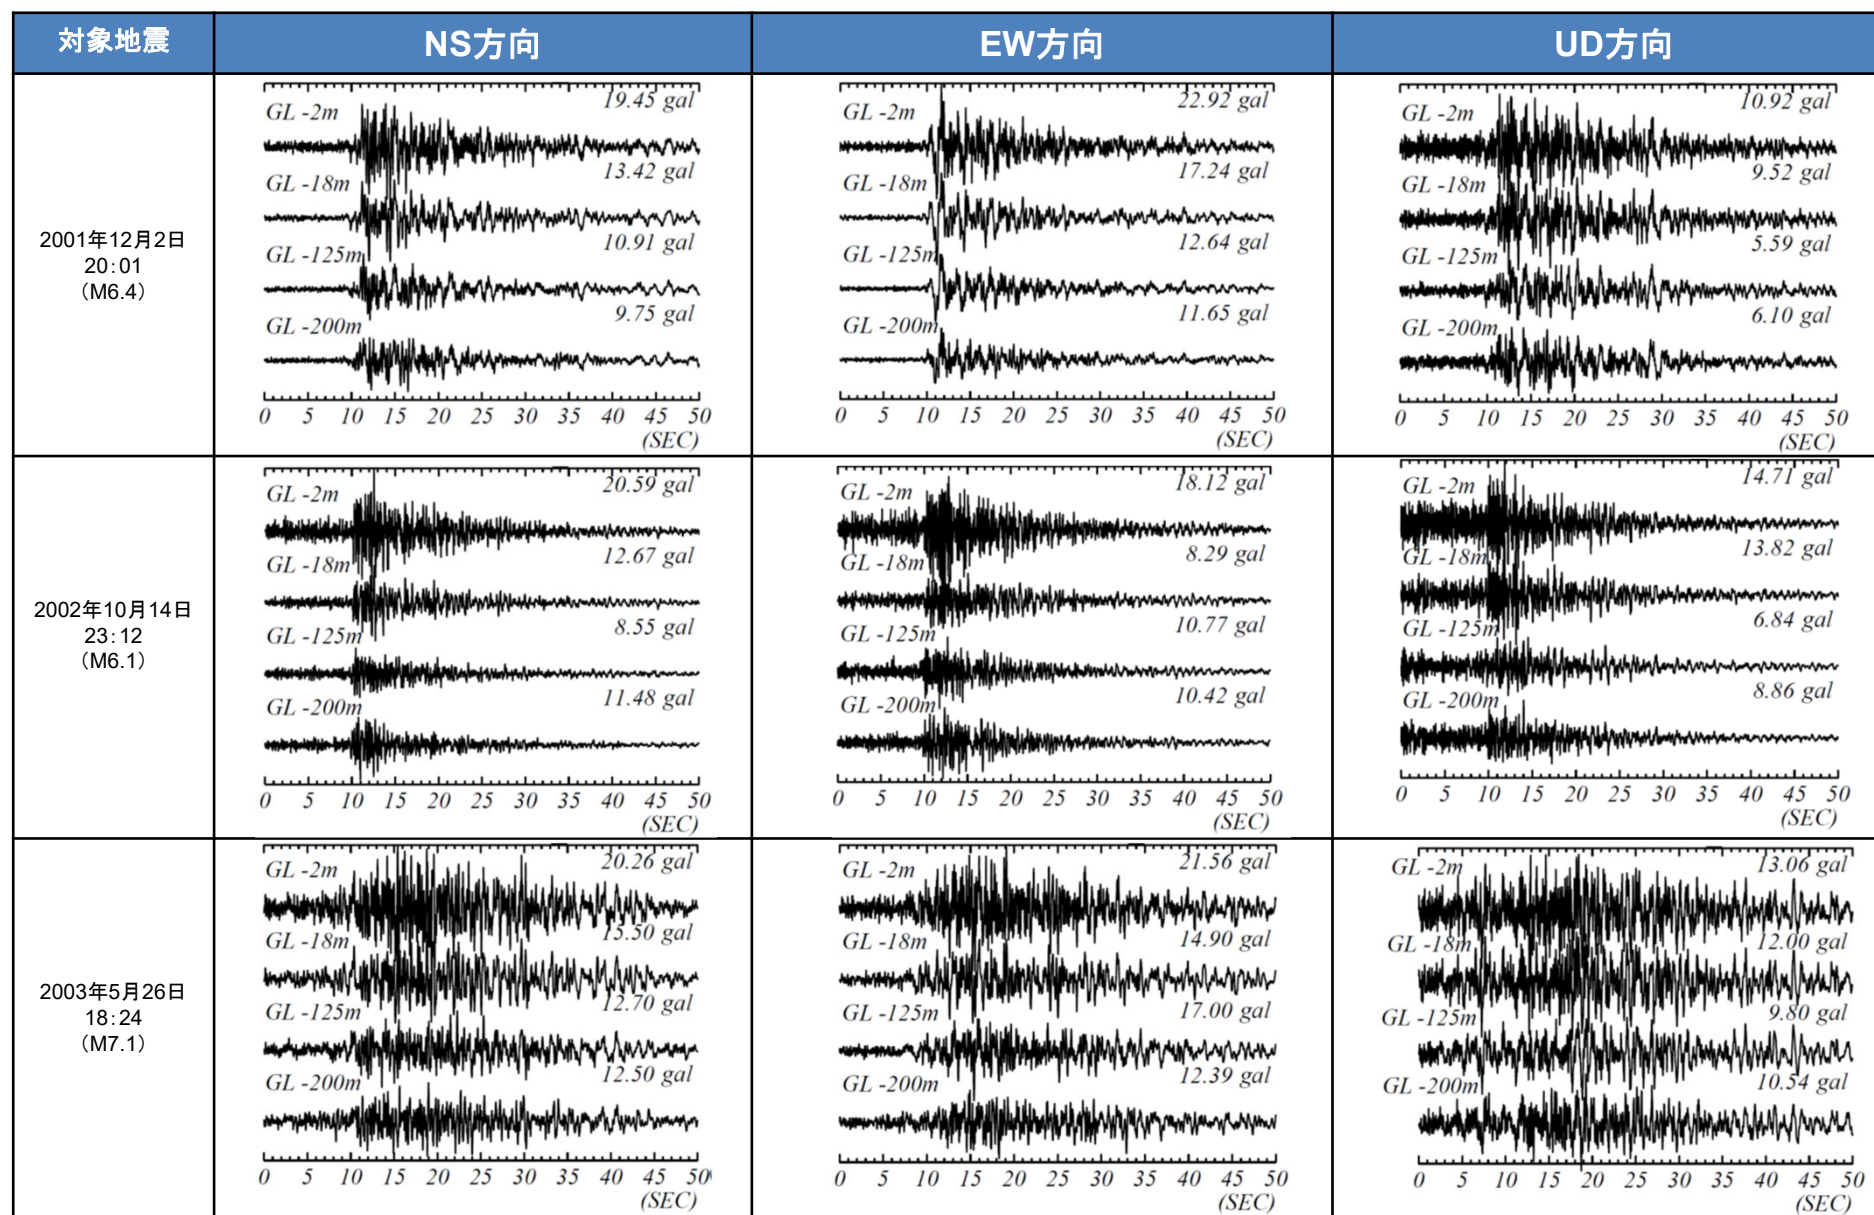 対象地震
NS方向
EW方向
UD方向
2001年12月2日
20:01
（M6.4）
GL -2m
19.45 gal
GL -18m
13.42 gal
GL -125m
10.91 gal
GL -200m
9.75 gal
0 5 10 15 20 25 30 35 40 45 50
(SEC)
GL -2m
22.92 gal
GL -18m
17.24 gal
GL -125m
12.64 gal
GL -200m
11.65 gal
0 5 10 15 20 25 30 35 40 45 50
(SEC)
GL -2m
10.92 gal
GL -18m
9.52 gal
GL -125m
5.59 gal
GL -200m
6.10 gal
0 5 10 15 20 25 30 35 40 45 50
(SEC)
2002年10月14日
23:12
（M6.1）
GL -2m
20.59 gal
GL -18m
12.67 gal
GL -125m
8.55 gal
GL -200m
11.48 gal
0 5 10 15 20 25 30 35 40 45 50
(SEC)
GL -2m
18.12 gal
GL -18m
8.29 gal
GL -125m
10.77 gal
GL -200m
10.42 gal
0 5 10 15 20 25 30 35 40 45 50
(SEC)
GL -2m
14.71 gal
GL -18m
13.82 gal
GL -125m
6.84 gal
GL -200m
8.86 gal
0 5 10 15 20 25 30 35 40 45 50
(SEC)
2003年5月26日
18:24
（M7.1）
GL -2m
20.26 gal
GL -18m
15.50 gal
GL -125m
12.70 gal
GL -200m
12.50 gal
0 5 10 15 20 25 30 35 40 45 50
(SEC)
GL -2m
21.56 gal
GL -18m
14.90 gal
GL -125m
17.00 gal
GL -200m
12.39 gal
0 5 10 15 20 25 30 35 40 45 50
(SEC)
GL -2m
13.06 gal
GL -18m
12.00 gal
GL -125m
9.80 gal
GL -200m
10.54 gal
0 5 10 15 20 25 30 35 40 45 50
(SEC)